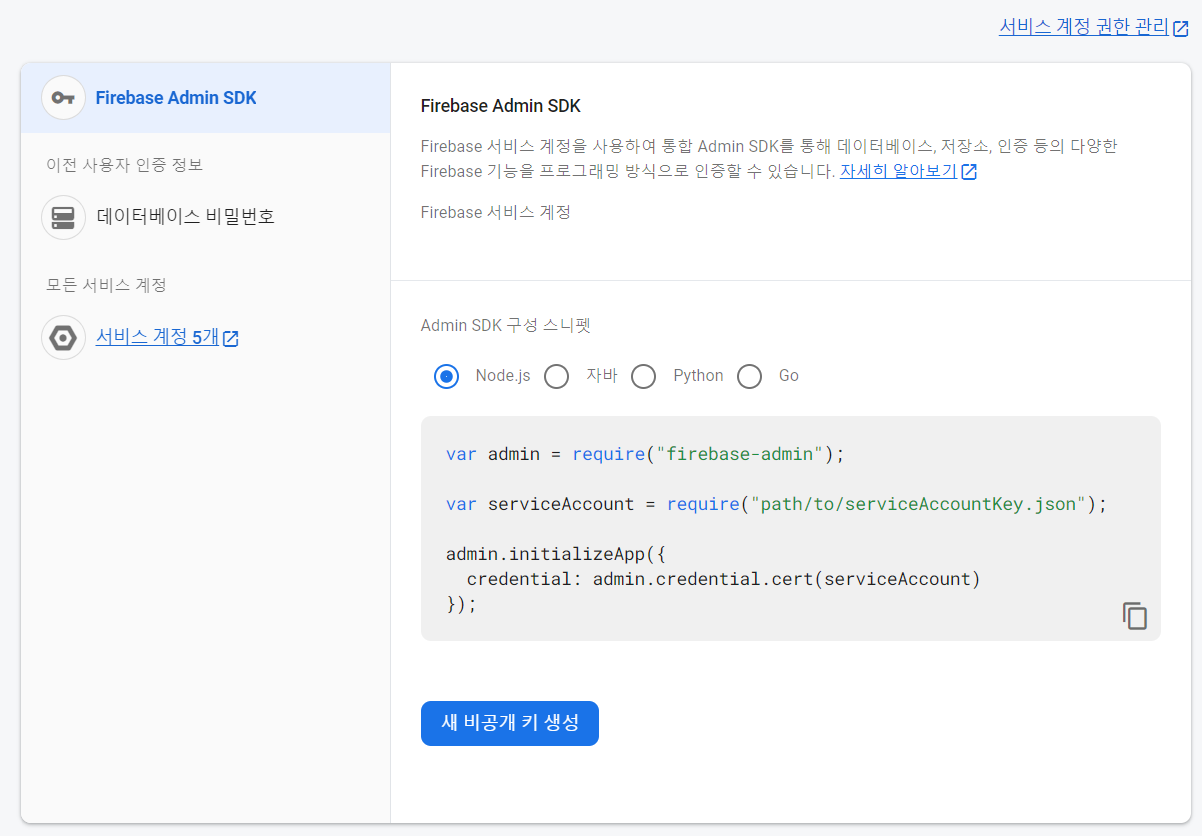 서비스 계정 권한 관리
Firebase Admin SDK
이전 사용자 인증 정보
데이터베이스 비밀번호
모든 서비스 계정
서비스 계정 5개
Firebase Admin SDK
Firebase 서비스 계정을 사용하여 통합 Admin SDK를 통해 데이터베이스, 저장소, 인증 등의 다양한
Firebase 기능을 프로그래밍 방식으로 인증할 수 있습니다. 자세히 알아보기
Firebase 서비스 계정
Admin SDK 구성 스니펫
Node.js 자바 Python Go
var admin = require("firebase-admin");
var serviceAccount = require("path/to/serviceAccountKey.json");
admin.initializeApp({
  credential: admin.credential.cert(serviceAccount)
});
새 비공개 키 생성